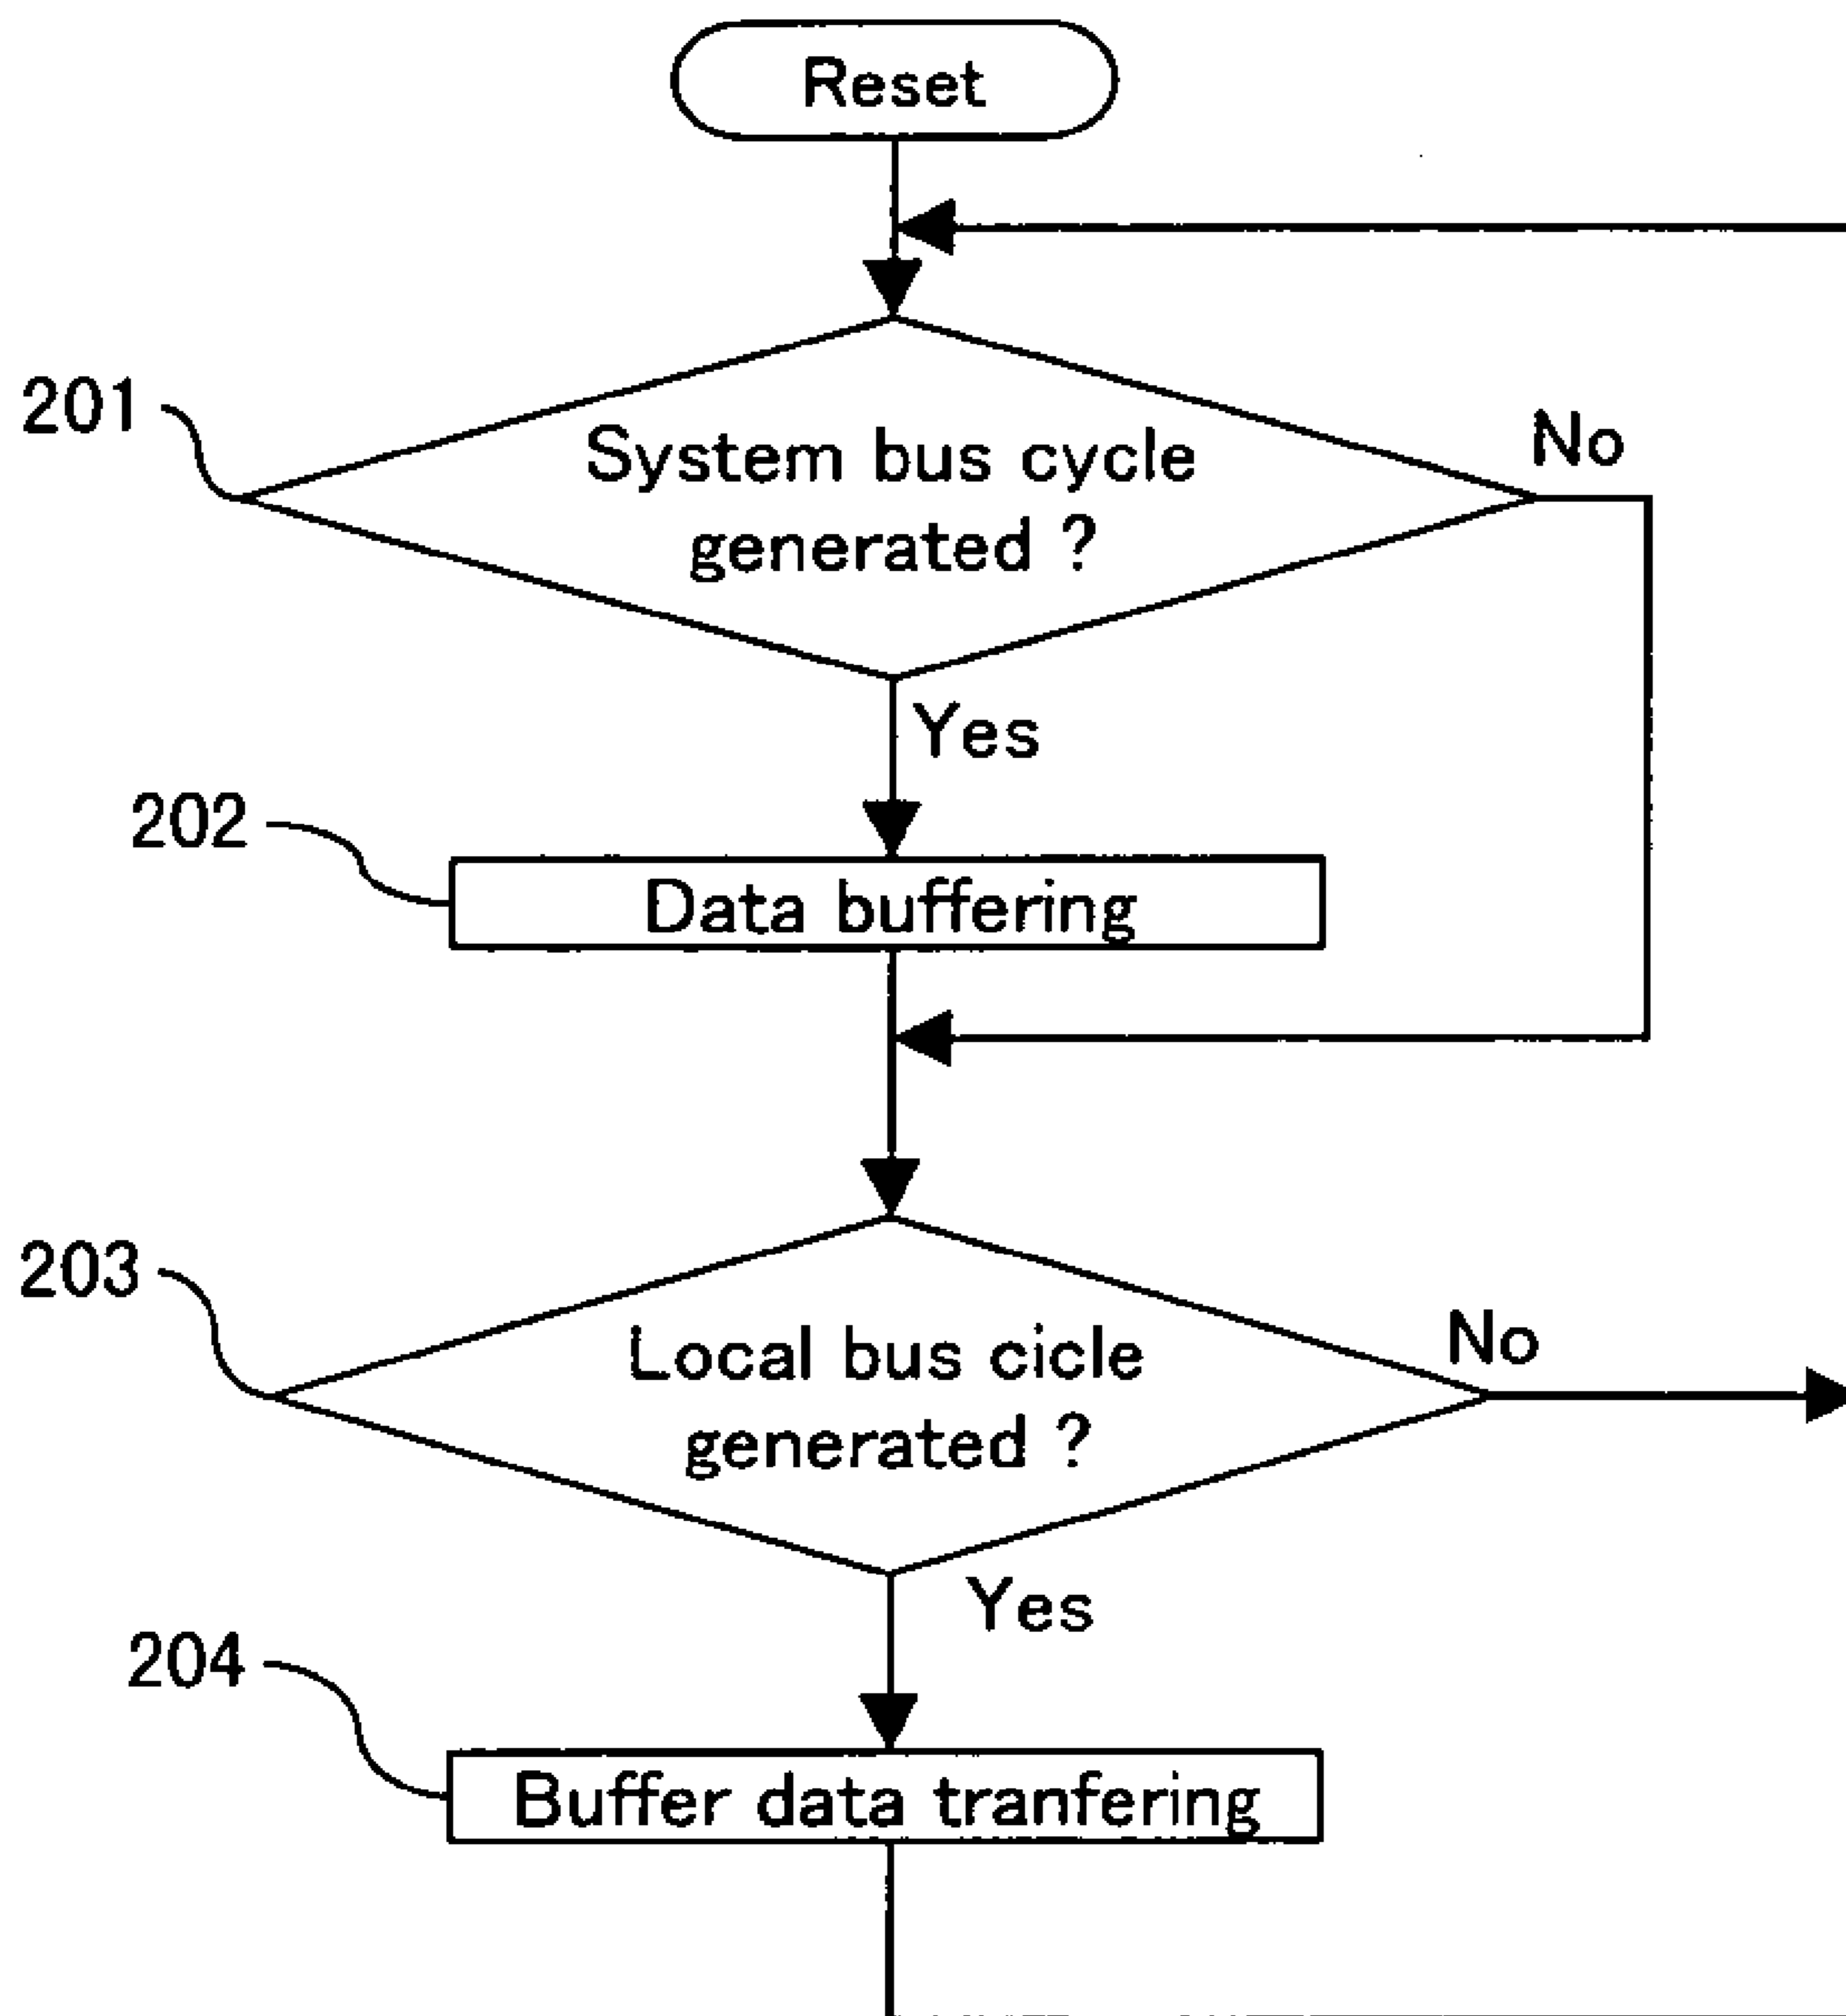 Reset
201
System bus cycle
generated ?
No
Yes
202
Data buffering
203
Local bus cicle
generated ?
No
Yes
204
Buffer data tranfering